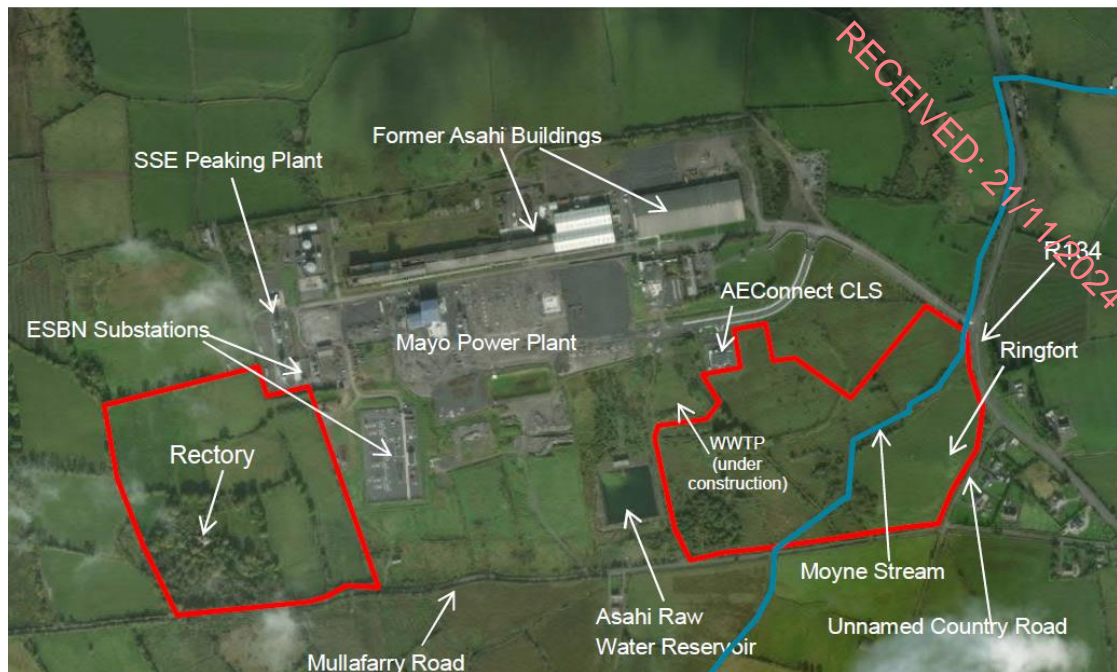 RECEIVED: 21/11/2024
Former Asahi Buildings
SSE Peaking Plant
R134
AEConnect CLS
ESBN Substations
Mayo Power Plant
Ringfort
Rectory
WWTP
(under
construction)
Moyne Stream
Asahi Raw
Water Reservoir
Unnamed Country Road
Mullafarry Road